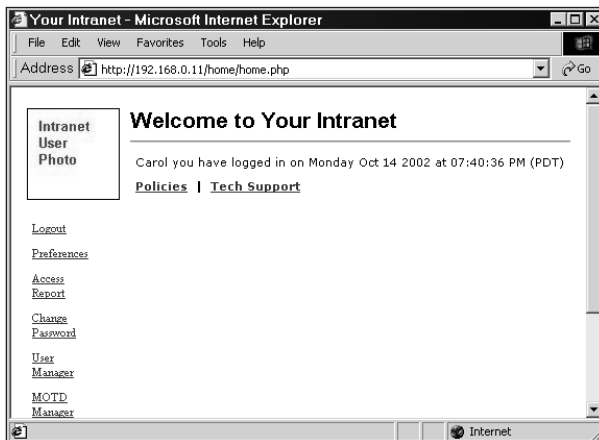 Your Intranet - Microsoft Internet Explorer
File Edit View Favorites Tools Help
Address http://192.168.0.11/home/home.php Go
Intranet
User
Photo
Welcome to Your Intranet
Carol you have logged in on Monday Oct 14 2002 at 07:40:36 PM (PDT)
Policies | Tech Support
Logout
Preferences
Access
Report
Change
Password
User
Manager
MOTD
Manager
Internet